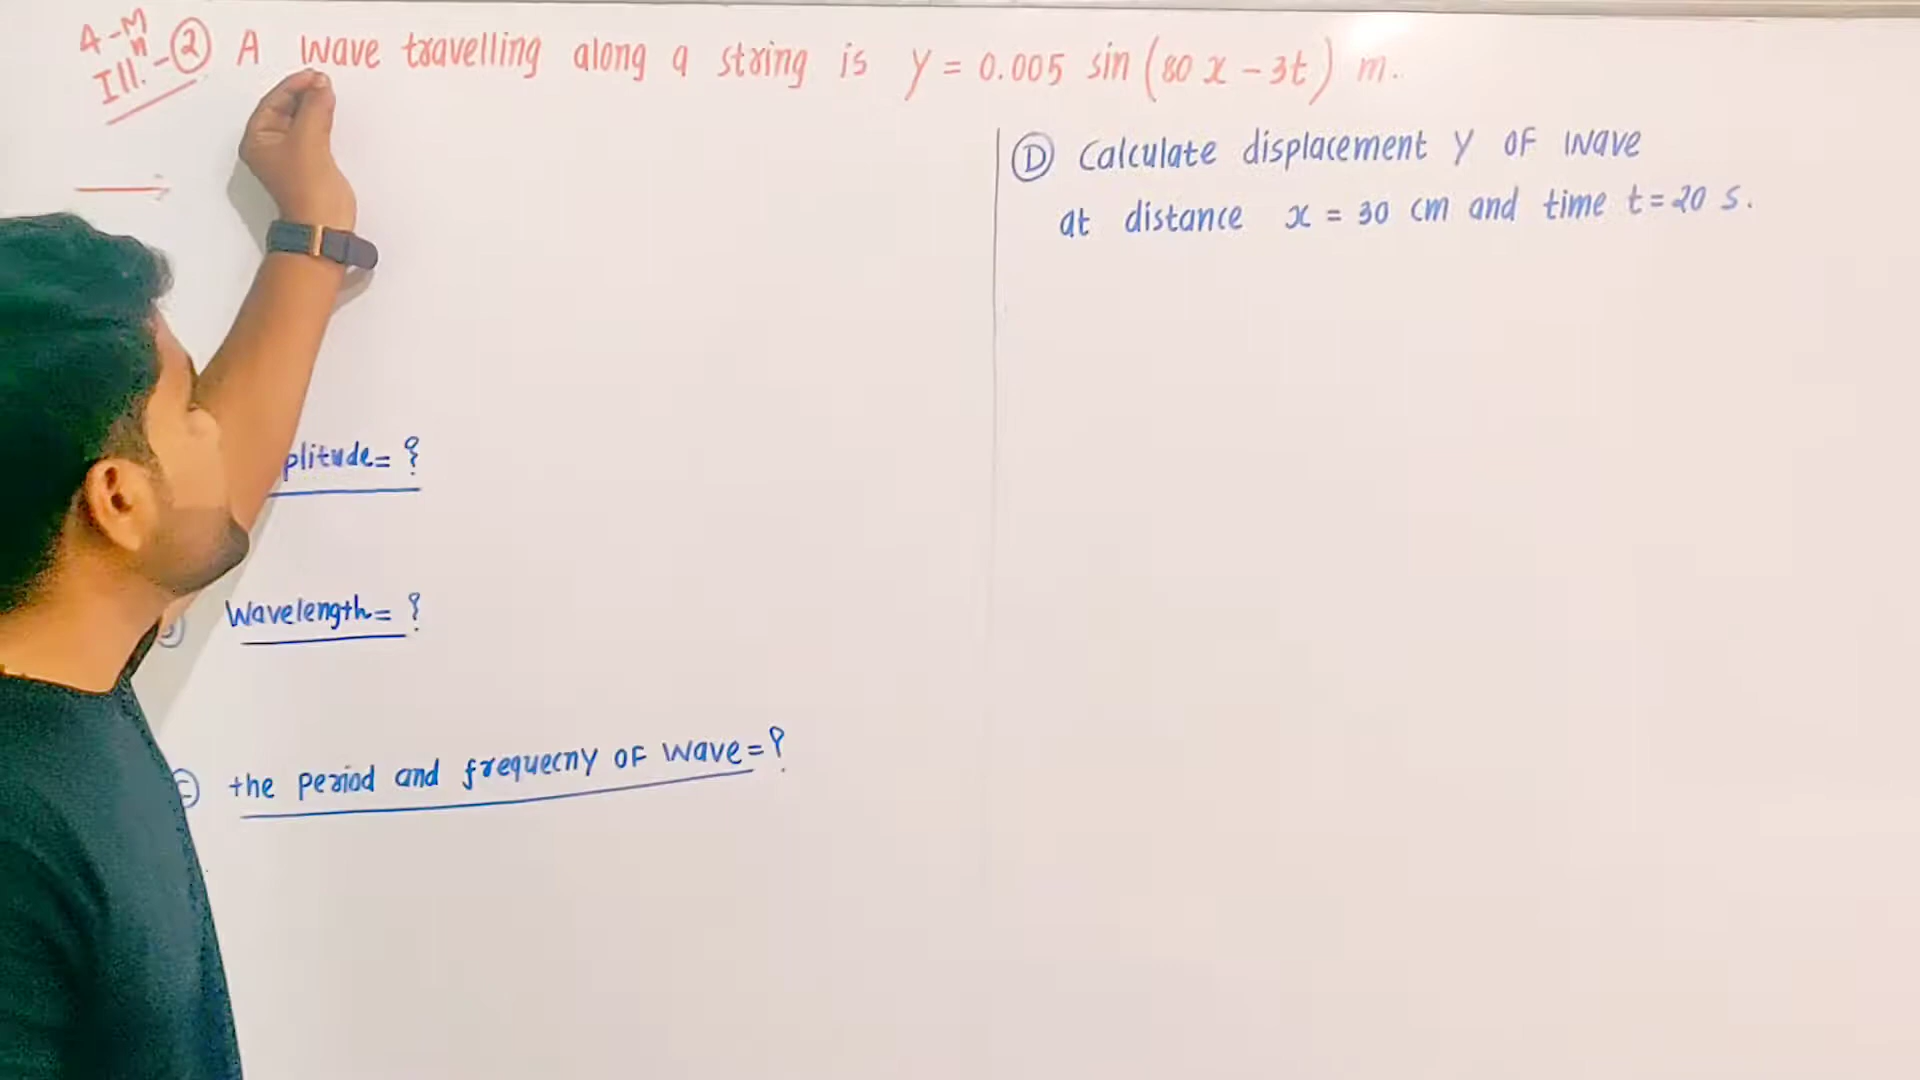 4-M
n
Ill. - ② A wave travelling along a string is y = 0.005 sin (80 x - 3t) m.
plitude= ?
Wavelength= ?
the period and frequecny of wave=?
Ⓓ Calculate displacement y of wave
at distance x = 30 cm and time t=20 s.